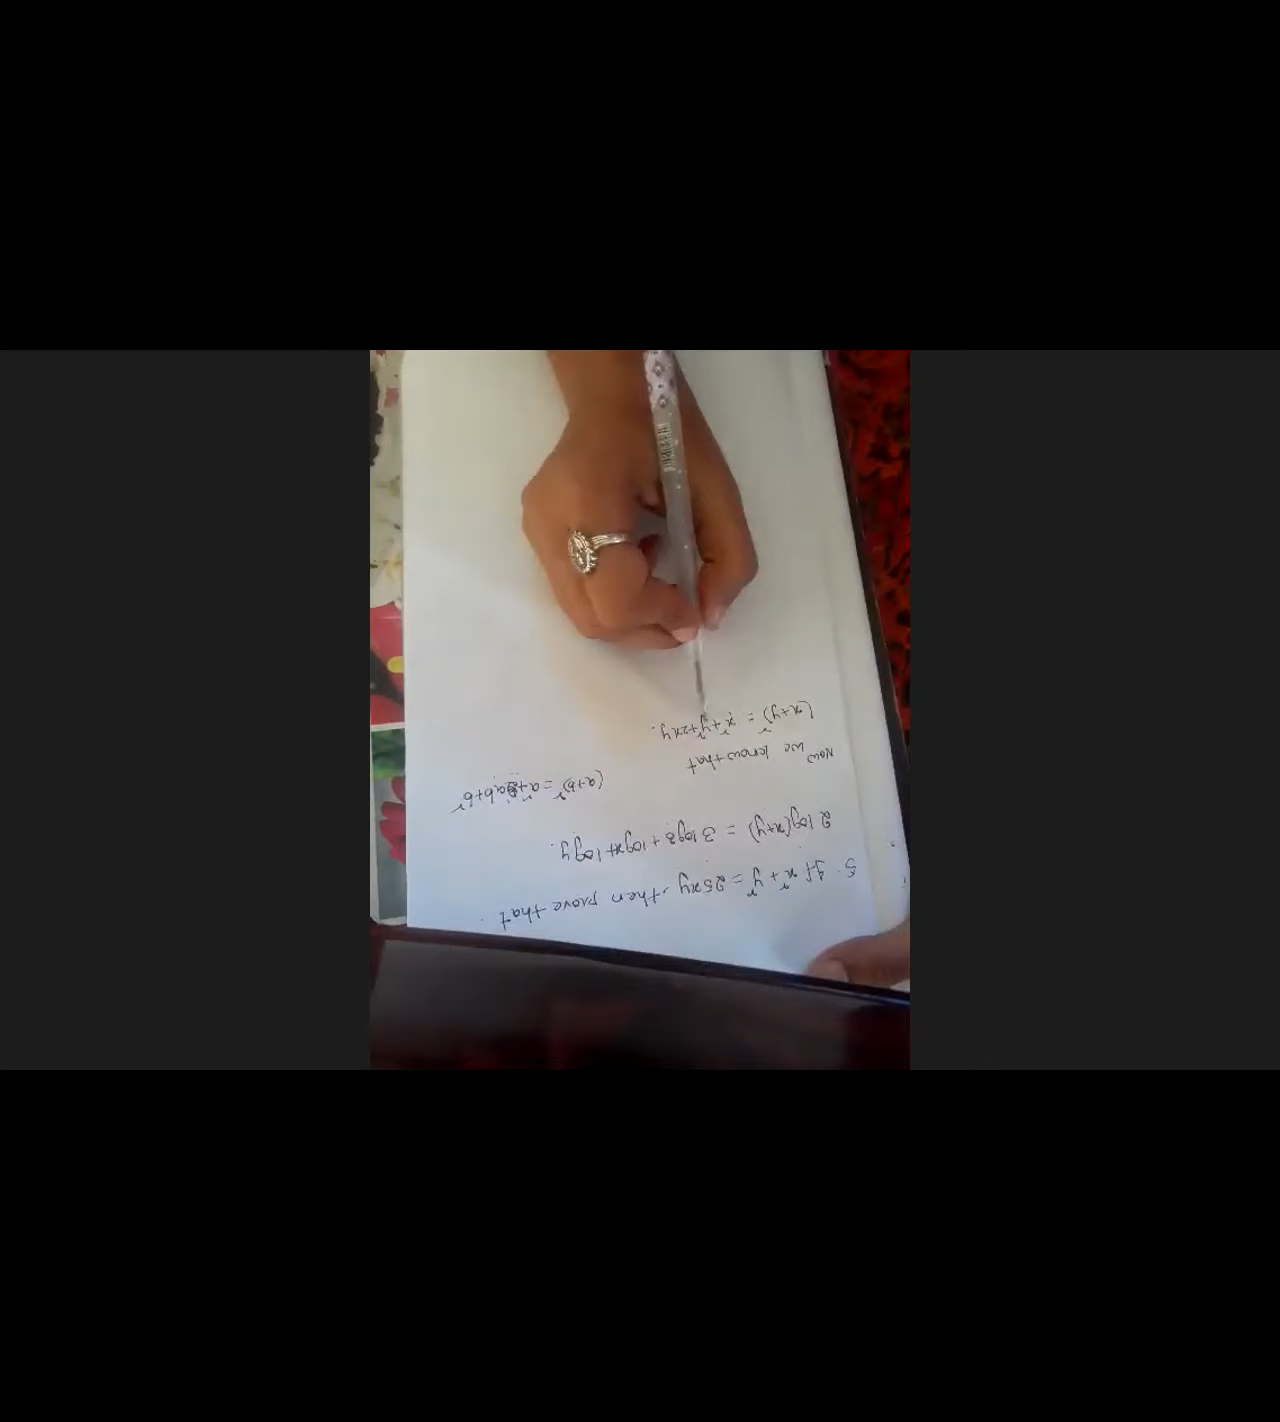 5. If x² + y² = 25xy, then prove that
2 log(x+y) = 3 log3 + logx + logy.
(a+b)² = a²+2ab+b²
Now we know that
(x+y)² = x²+y²+2xy.